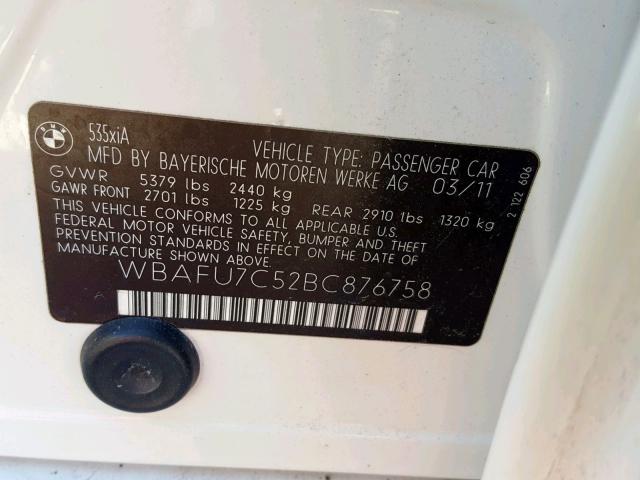 BMW
535xiA
VEHICLE TYPE: PASSENGER CAR
MFD BY BAYERISCHE MOTOREN WERKE AG 03/11
GVWR 5379 lbs 2440 kg
GAWR FRONT 2701 lbs 1225 kg REAR 2910 lbs 1320 kg
THIS VEHICLE CONFORMS TO ALL APPLICABLE U.S.
FEDERAL MOTOR VEHICLE SAFETY, BUMPER AND THEFT
PREVENTION STANDARDS IN EFFECT ON THE DATE OF
MANUFACTURE SHOWN ABOVE.
WBAFU7C52BC876758
A
2 122 606